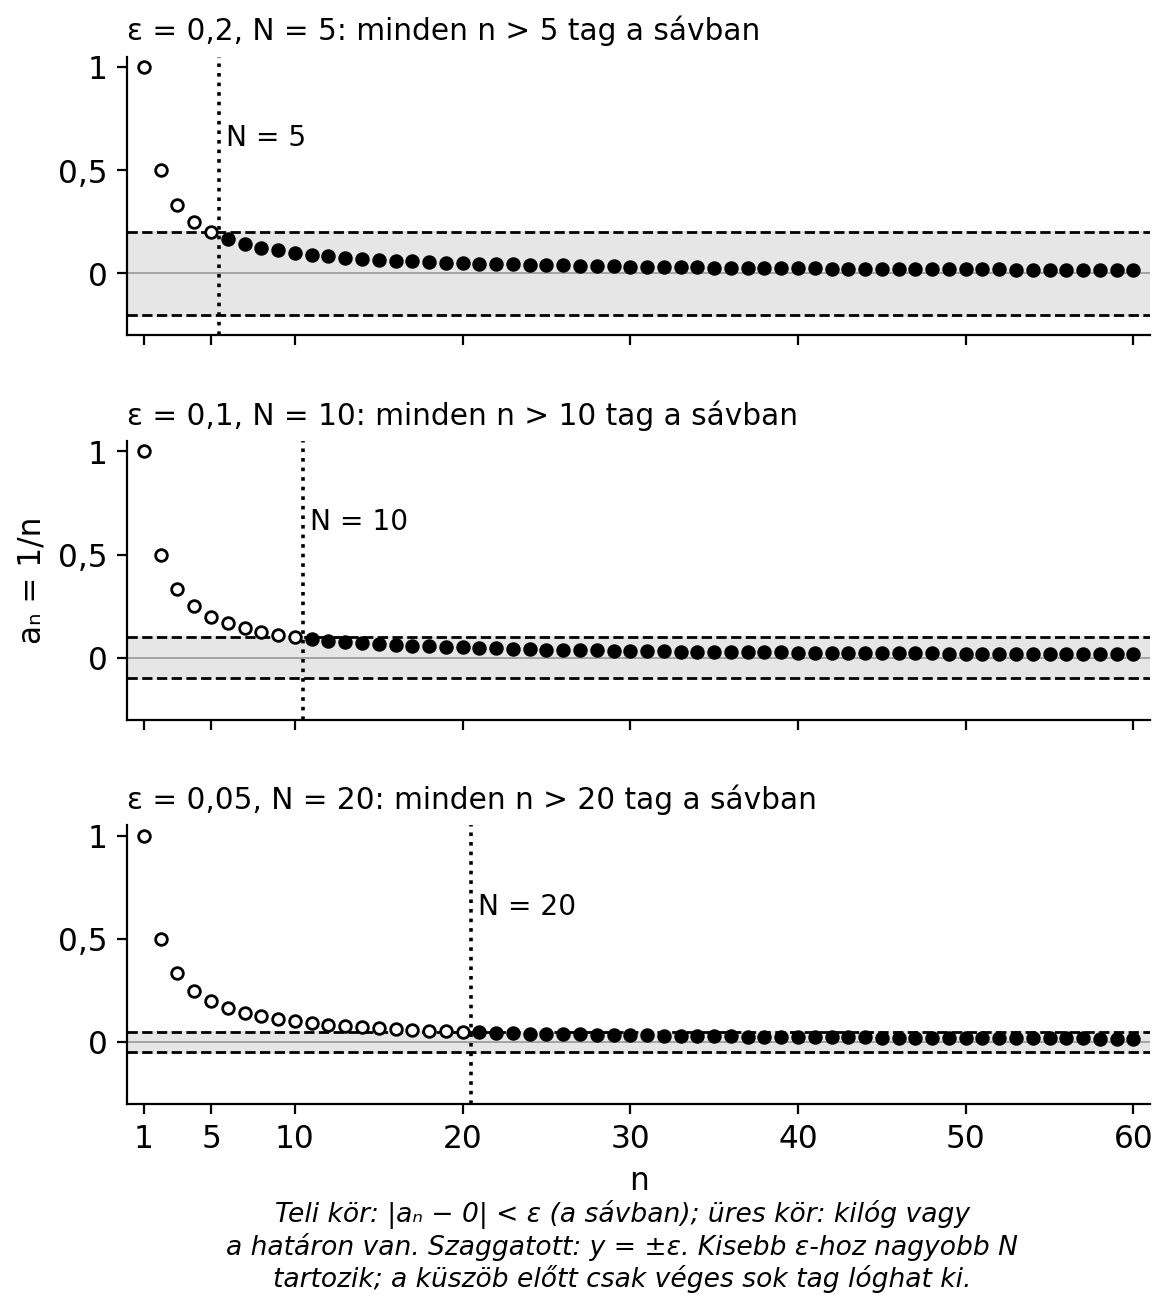 ε = 0,2, N = 5: minden n > 5 tag a sávban
1
0,5
0
N = 5
ε = 0,1, N = 10: minden n > 10 tag a sávban
1
0,5
0
N = 10
aₙ = 1/n
ε = 0,05, N = 20: minden n > 20 tag a sávban
1
0,5
0
N = 20
1 5 10 20 30 40 50 60
n
Teli kör: |aₙ − 0| < ε (a sávban); üres kör: kilóg vagy
a határon van. Szaggatott: y = ±ε. Kisebb ε-hoz nagyobb N
tartozik; a küszöb előtt csak véges sok tag lóghat ki.